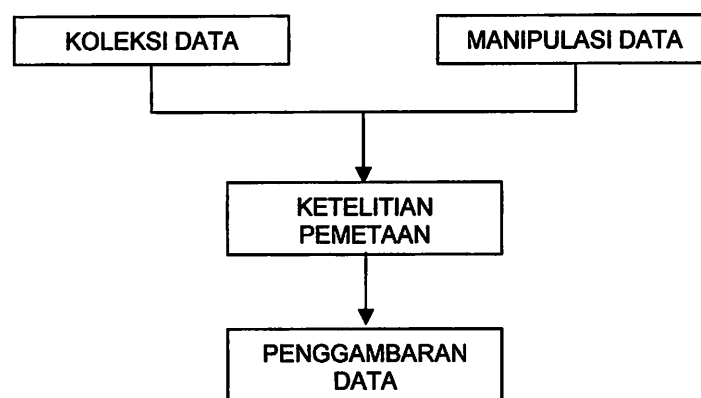 KOLEKSI DATA
MANIPULASI DATA
KETELITIAN
PEMETAAN
PENGGAMBARAN
DATA